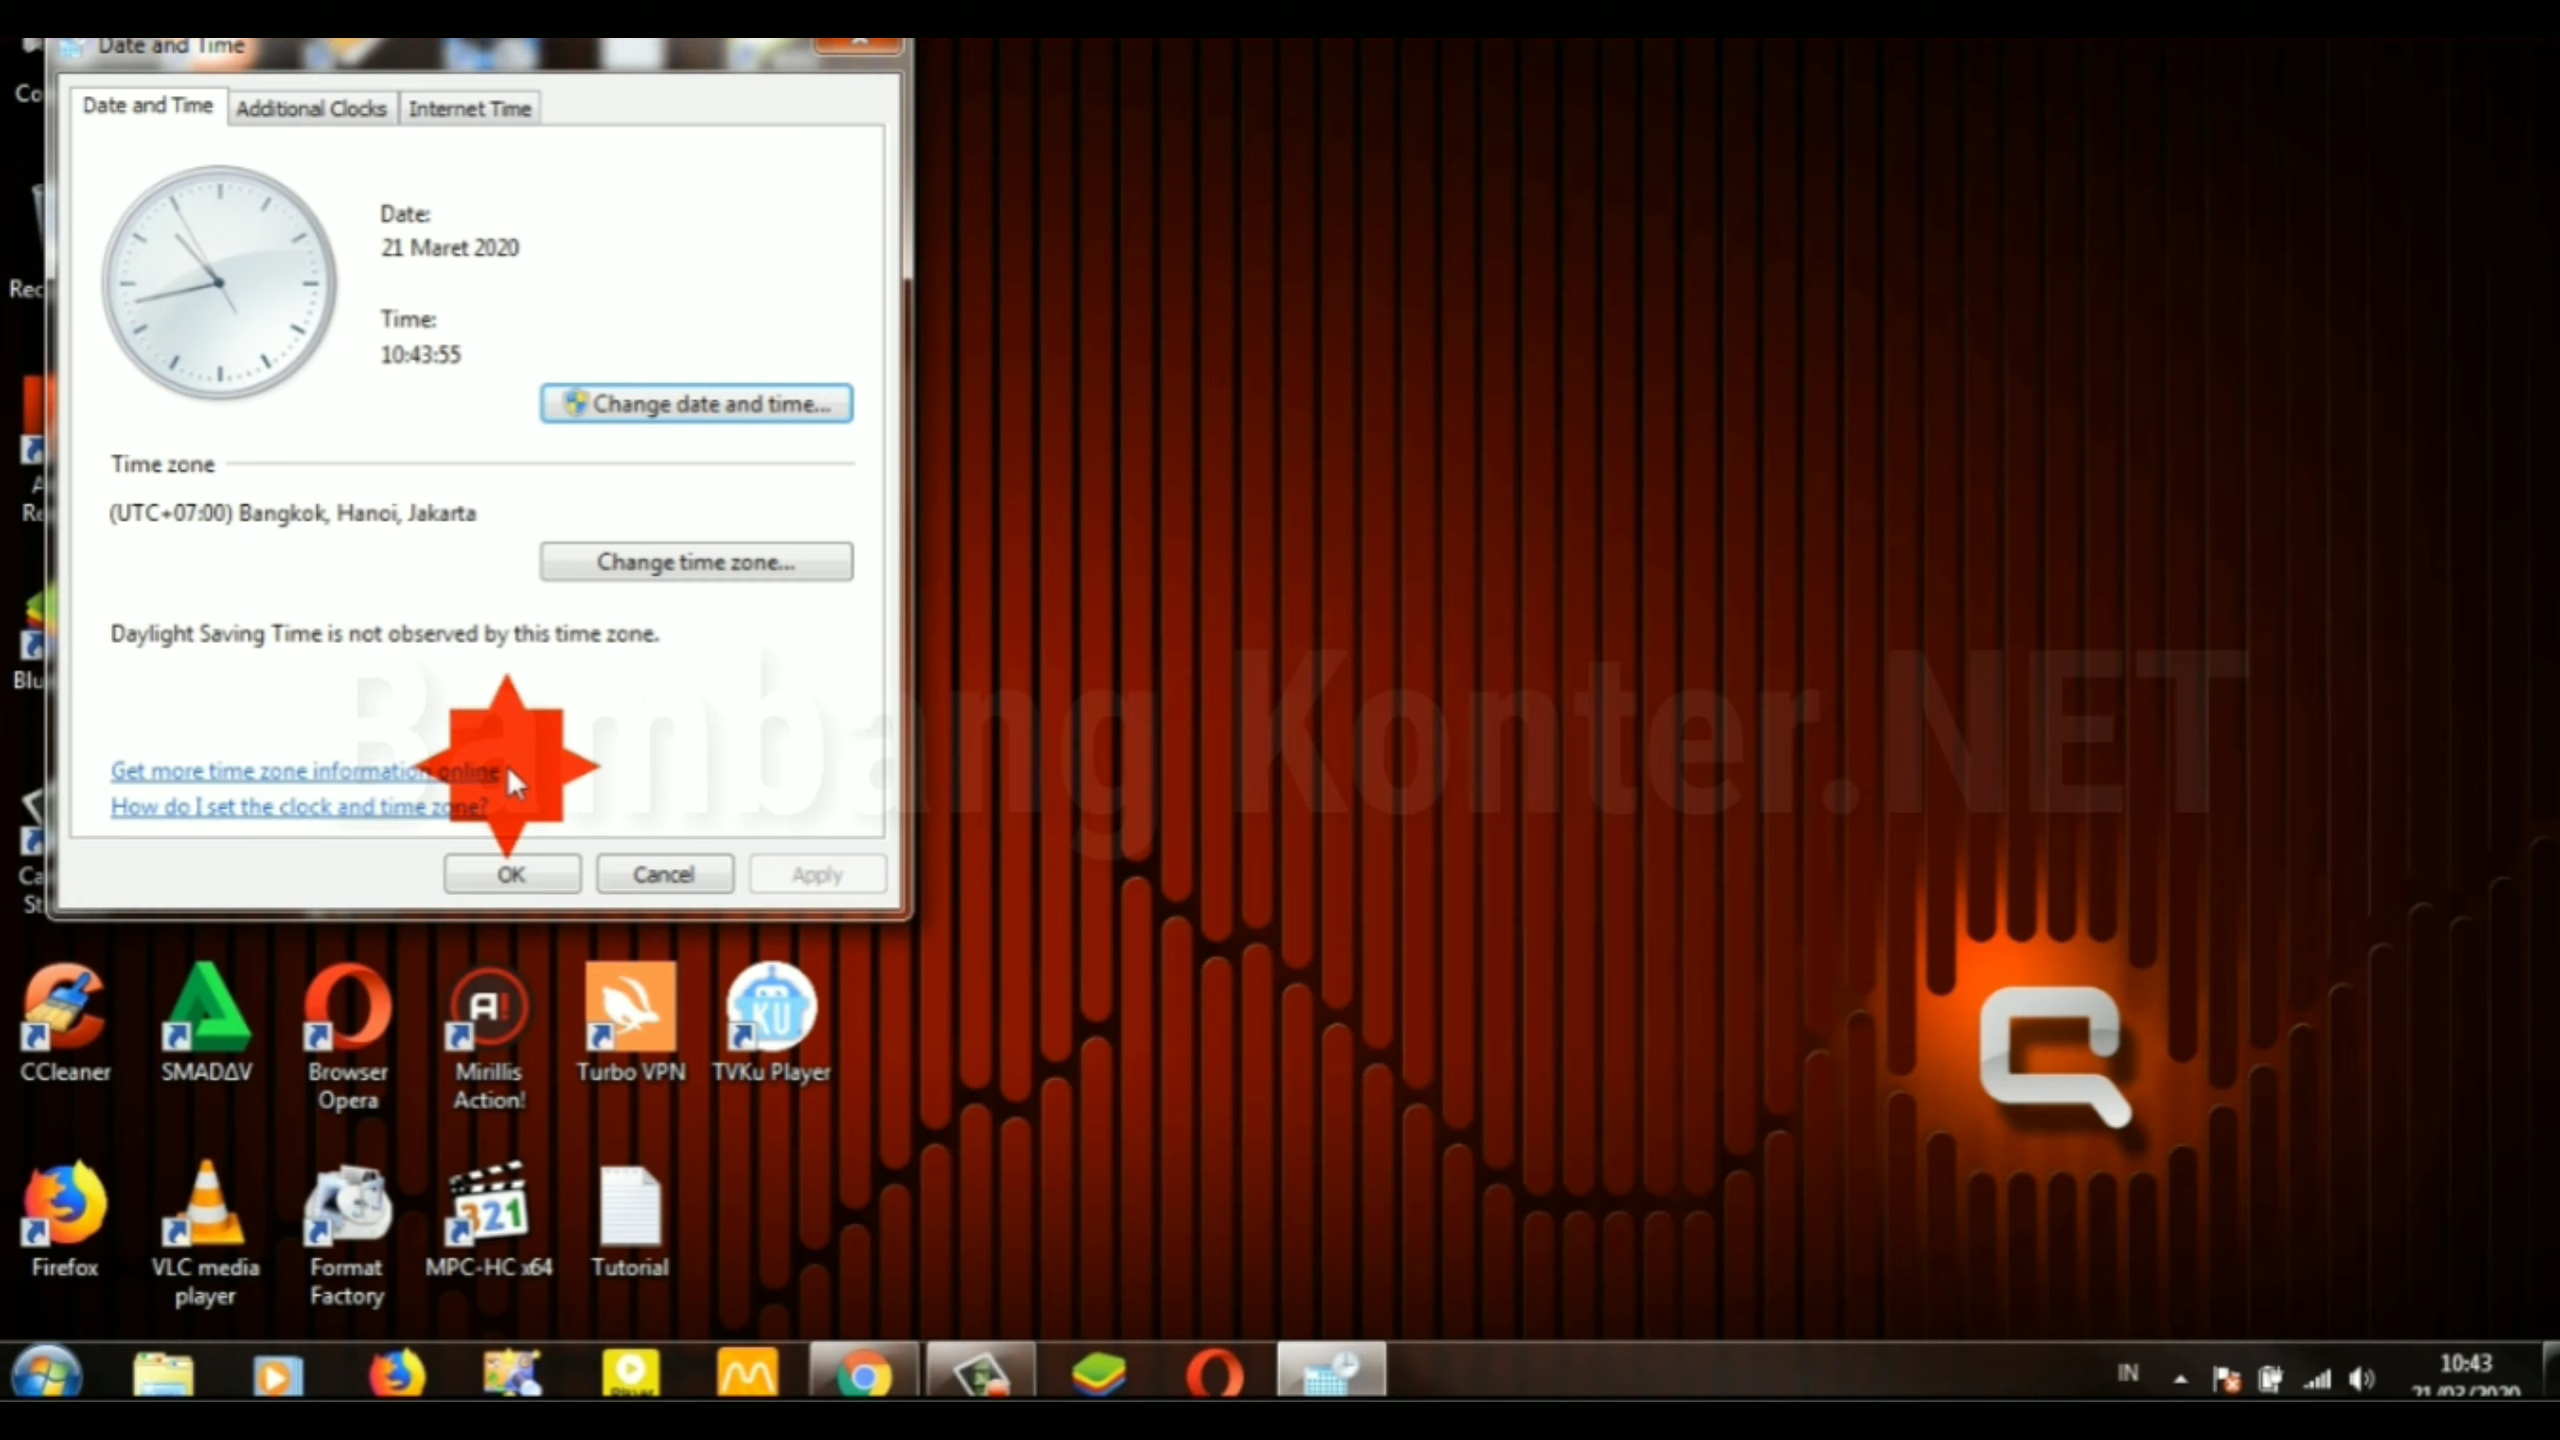 Date and Time
Date and Time
Additional Clocks
Internet Time
Date:
21 Maret 2020
Time:
10:43:55
Change date and time...
Time zone
(UTC+07:00) Bangkok, Hanoi, Jakarta
Change time zone...
Daylight Saving Time is not observed by this time zone.
Bambang Konter.NET
Get more time zone information online
How do I set the clock and time zone?
OK
Cancel
Apply
CCleaner
SMADΔV
Browser
Opera
Mirillis
Action!
Turbo VPN
KU
TVKu Player
Firefox
VLC media
player
Format
Factory
321
MPC-HC x64
Tutorial
IN
10:43
21/03/2020